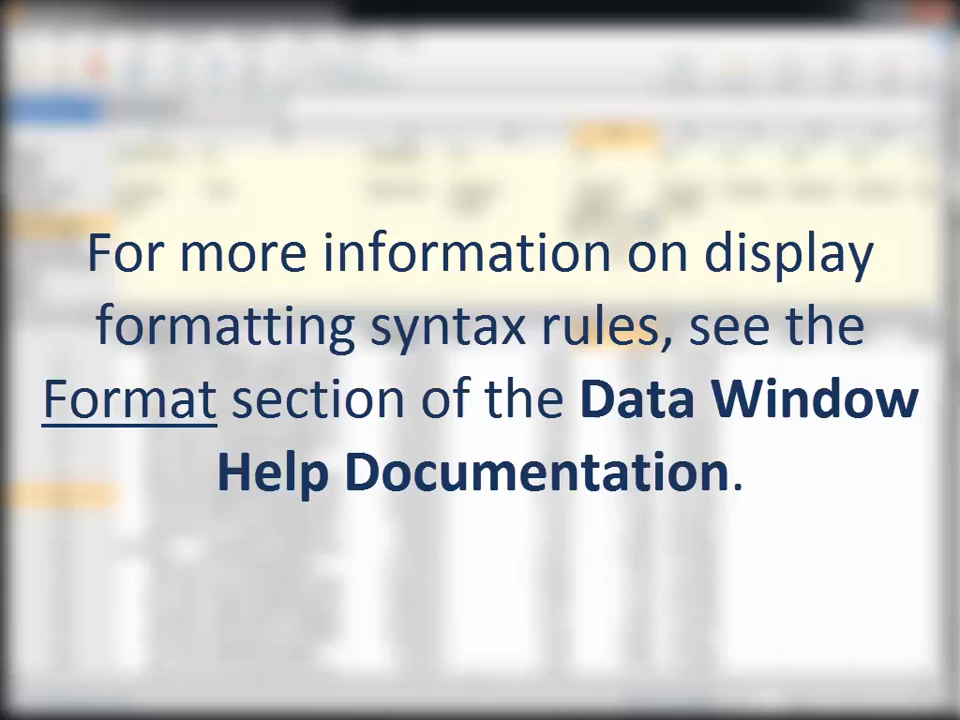 For more information on display
formatting syntax rules, see the
Format section of the Data Window
Help Documentation.